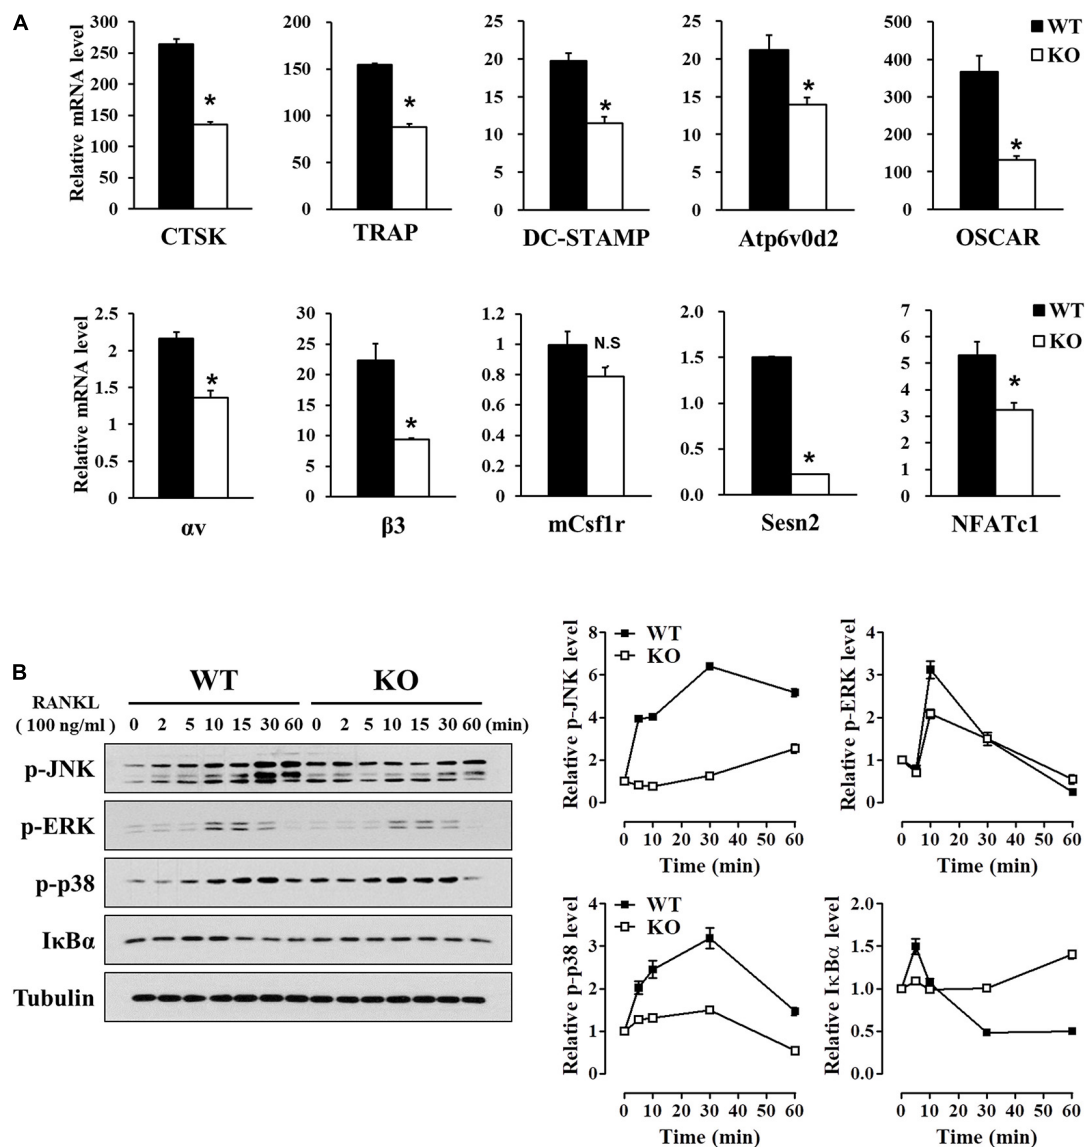 A
Relative mRNA level
300
250
200
150
100
50
0
*
CTSK
200
150
100
50
0
*
TRAP
25
20
15
10
5
0
*
DC-STAMP
25
20
15
10
5
0
*
Atp6v0d2
500
400
300
200
100
0
*
OSCAR
WT
KO
Relative mRNA level
2.5
2
1.5
1
0.5
0
*
αv
30
25
20
15
10
5
0
*
β3
1.2
1
0.8
0.6
0.4
0.2
0
N.S
mCsf1r
2.0
1.5
1.0
0.5
0.0
*
Sesn2
7
6
5
4
3
2
1
0
*
NFATc1
WT
KO
B
WT KO
RANKL
( 100 ng/ml )
0 2 5 10 15 30 60 0 2 5 10 15 30 60 (min)
p-JNK
p-ERK
p-p38
IκBα
Tubulin
Relative p-JNK level
8
6
4
2
0
WT
KO
0 10 20 30 40 50 60
Time (min)
Relative p-ERK level
4
3
2
1
0
0 10 20 30 40 50 60
Time (min)
Relative p-p38 level
4
3
2
1
0
WT
KO
0 10 20 30 40 50 60
Time (min)
Relative IκBα level
2.0
1.5
1.0
0.5
0.0
0 10 20 30 40 50 60
Time (min)